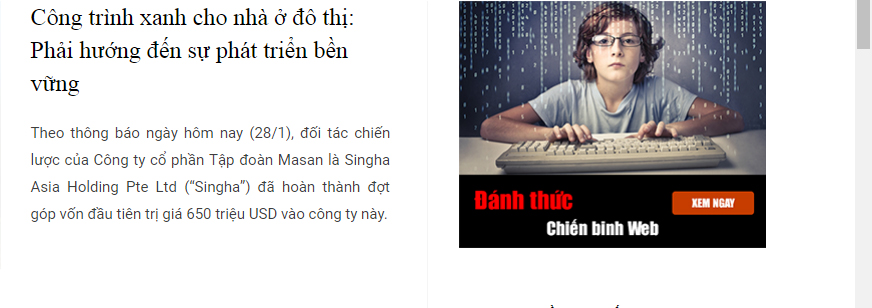 Công trình xanh cho nhà ở đô thị:
Phải hướng đến sự phát triển bền
vững
Theo thông báo ngày hôm nay (28/1), đối tác chiến
lược của Công ty cổ phần Tập đoàn Masan là Singha
Asia Holding Pte Ltd (“Singha”) đã hoàn thành đợt
góp vốn đầu tiên trị giá 650 triệu USD vào công ty này.
Đánh thức
XEM NGAY
Chiến binh Web